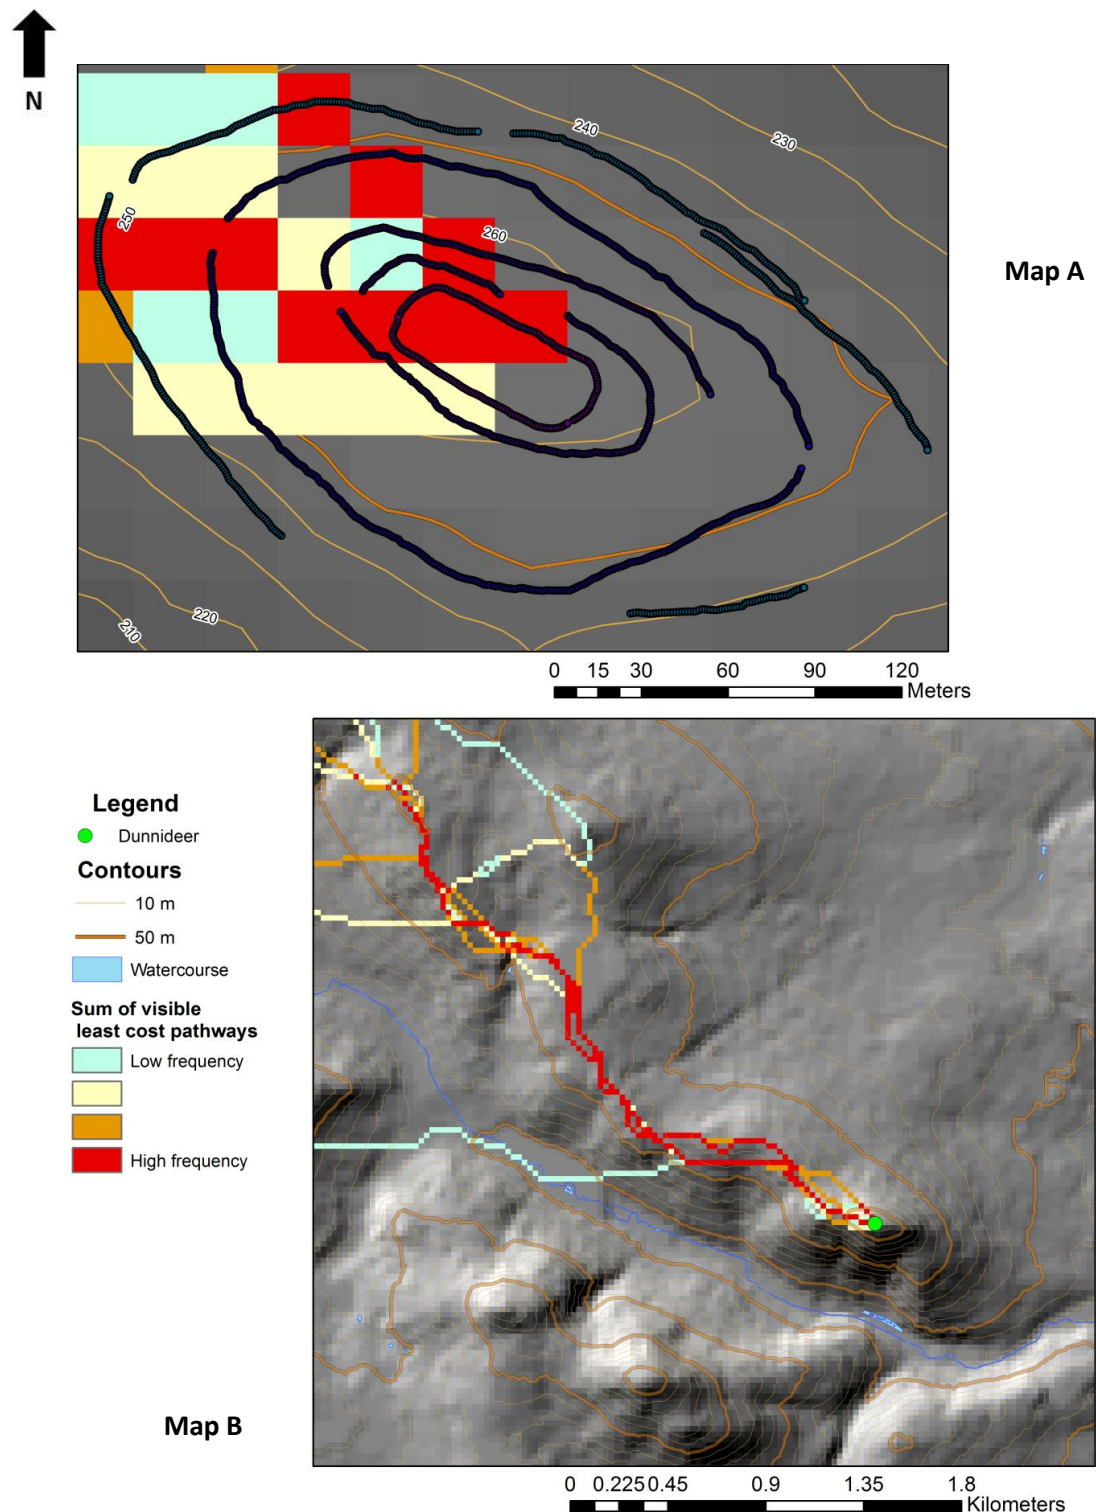 N
240
230
250
260
220
210
Map A
0 15 30 60 90 120
Meters
Legend
Dunnideer
Contours
10 m
50 m
Watercourse
Sum of visible
least cost pathways
Low frequency
High frequency
Map B
0 0.225 0.45 0.9 1.35 1.8
Kilometers